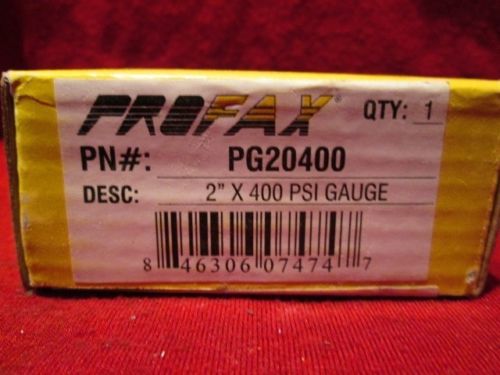 PROFAX® QTY: 1
PN#: PG20400
DESC: 2" X 400 PSI GAUGE
8 46306 07474 7